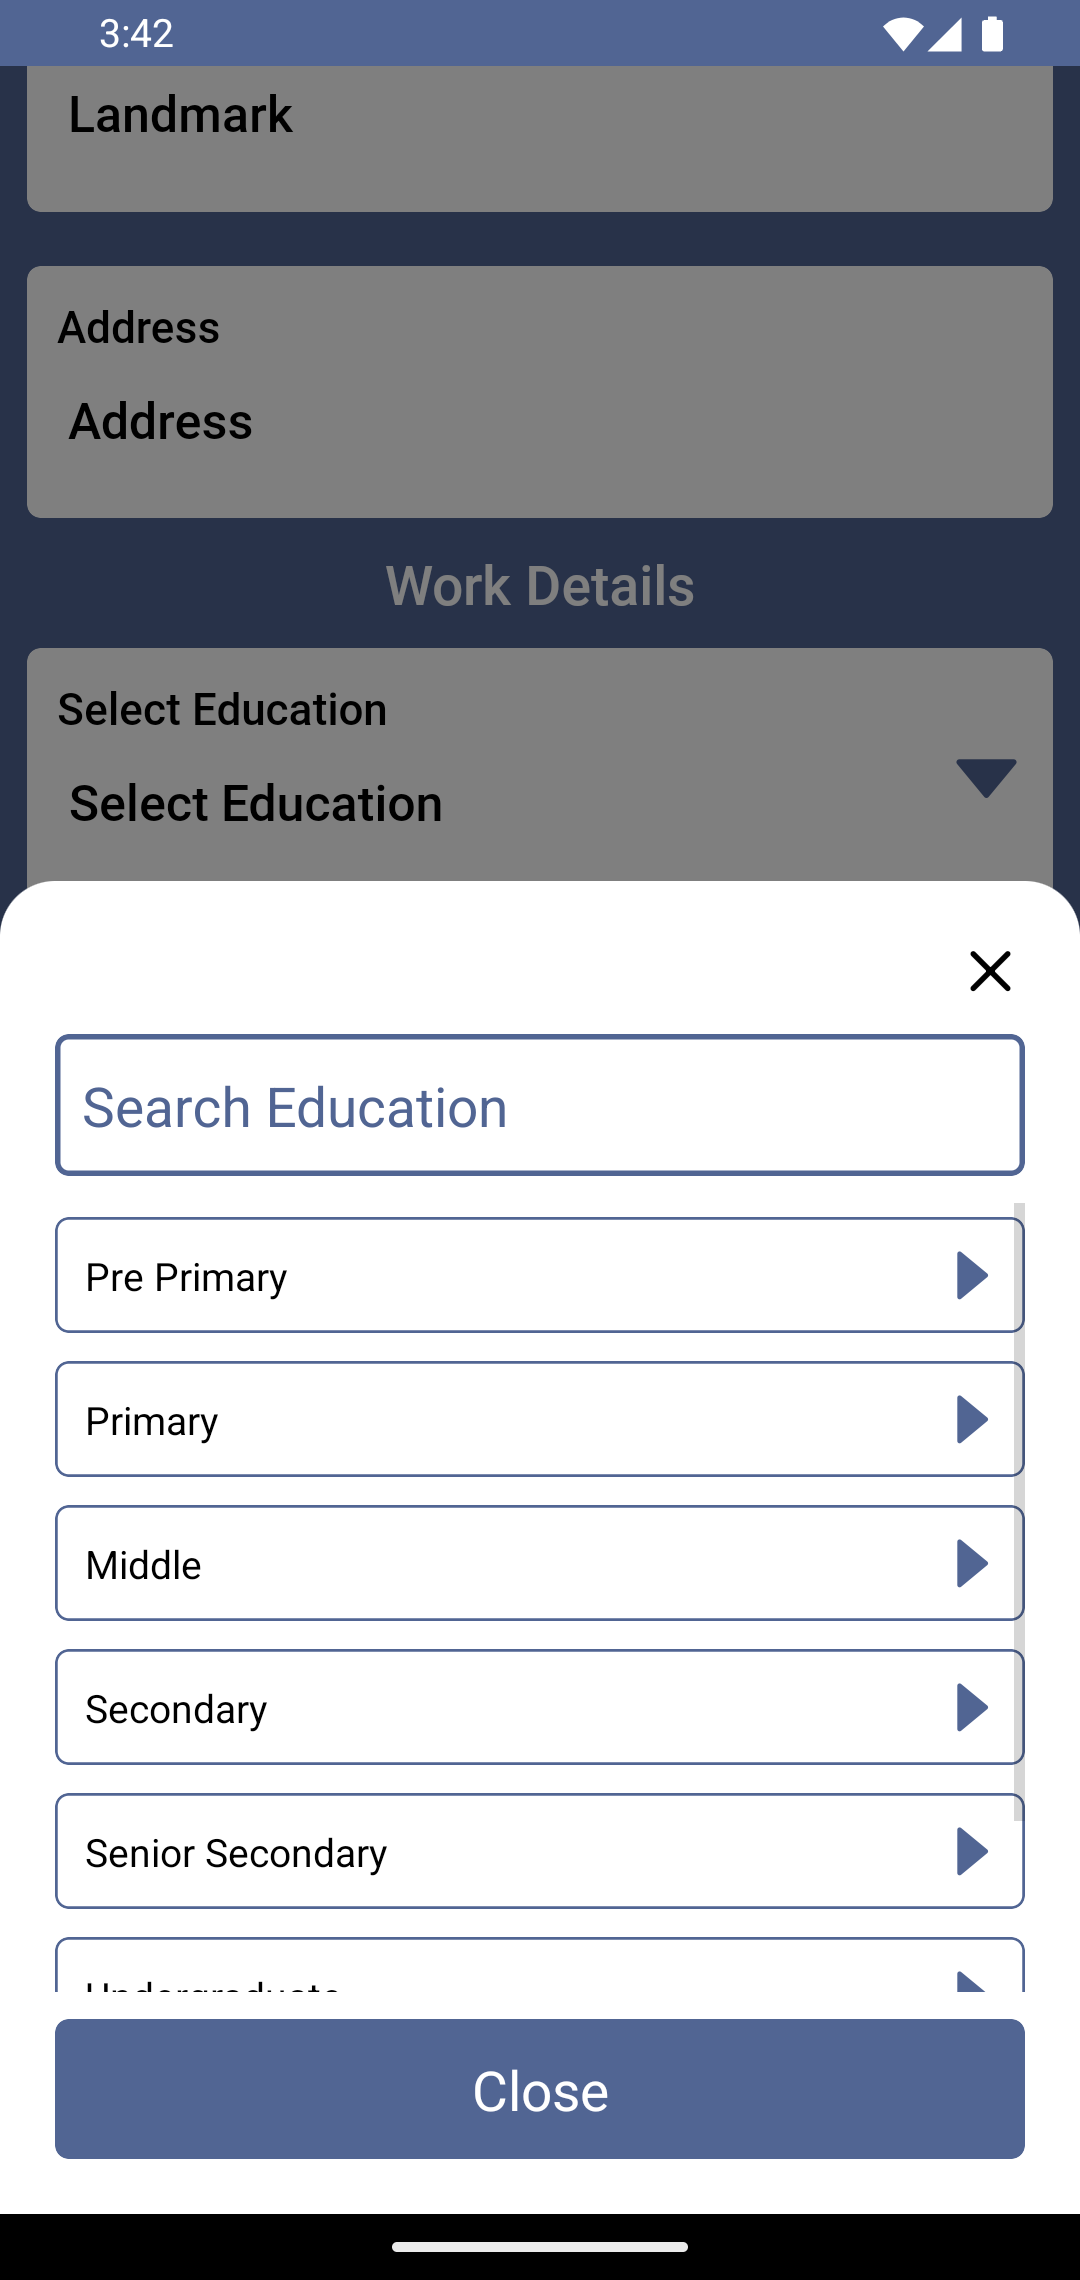 3:42
Landmark
Address
Address
Work Details
Select Education
Select Education
Search Education
Pre Primary
Primary
Middle
Secondary
Senior Secondary
Undergraduate
Close